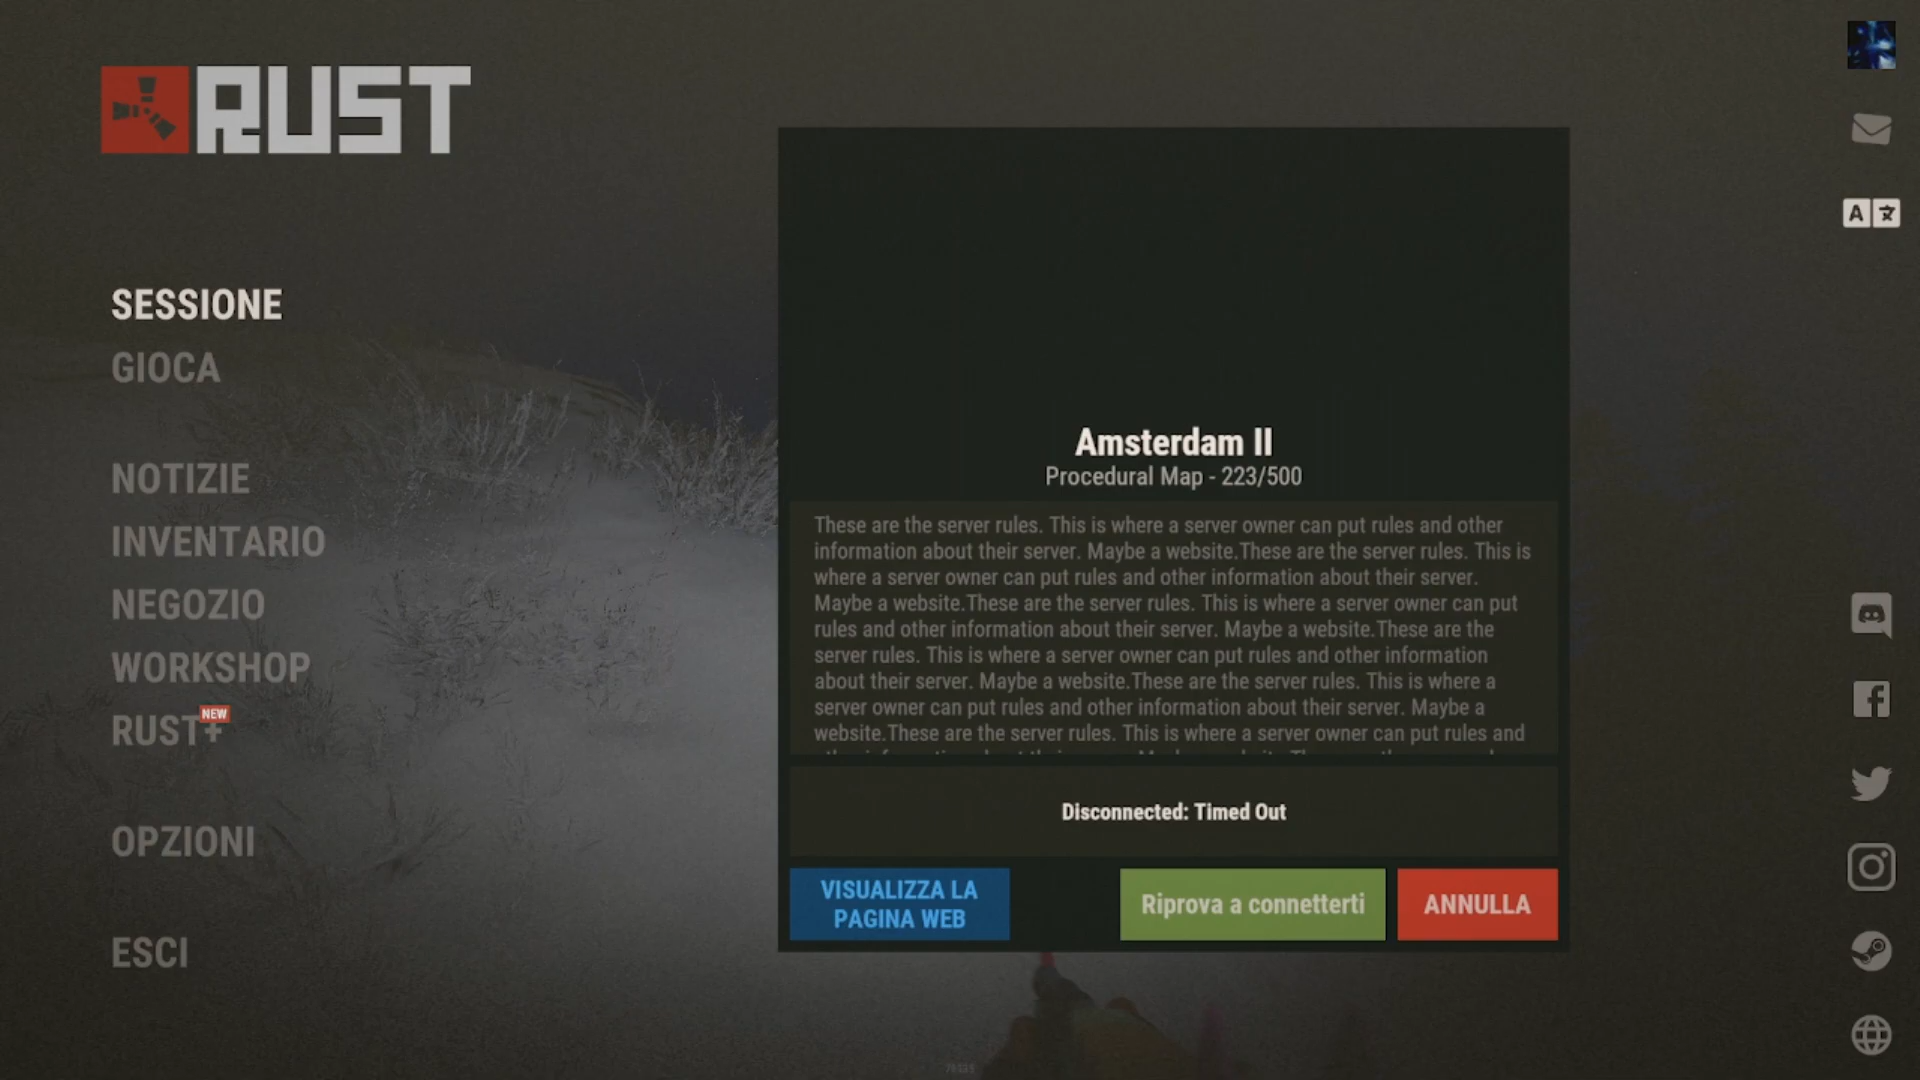 RUST
SESSIONE
GIOCA
NOTIZIE
INVENTARIO
NEGOZIO
WORKSHOP
RUST+
NEW
OPZIONI
ESCI
Amsterdam II
Procedural Map - 223/500
These are the server rules. This is where a server owner can put rules and other
information about their server. Maybe a website.These are the server rules. This is
where a server owner can put rules and other information about their server.
Maybe a website.These are the server rules. This is where a server owner can put
rules and other information about their server. Maybe a website.These are the
server rules. This is where a server owner can put rules and other information
about their server. Maybe a website.These are the server rules. This is where a
server owner can put rules and other information about their server. Maybe a
website.These are the server rules. This is where a server owner can put rules and
Disconnected: Timed Out
VISUALIZZA LA
PAGINA WEB
Riprova a connetterti
ANNULLA
A